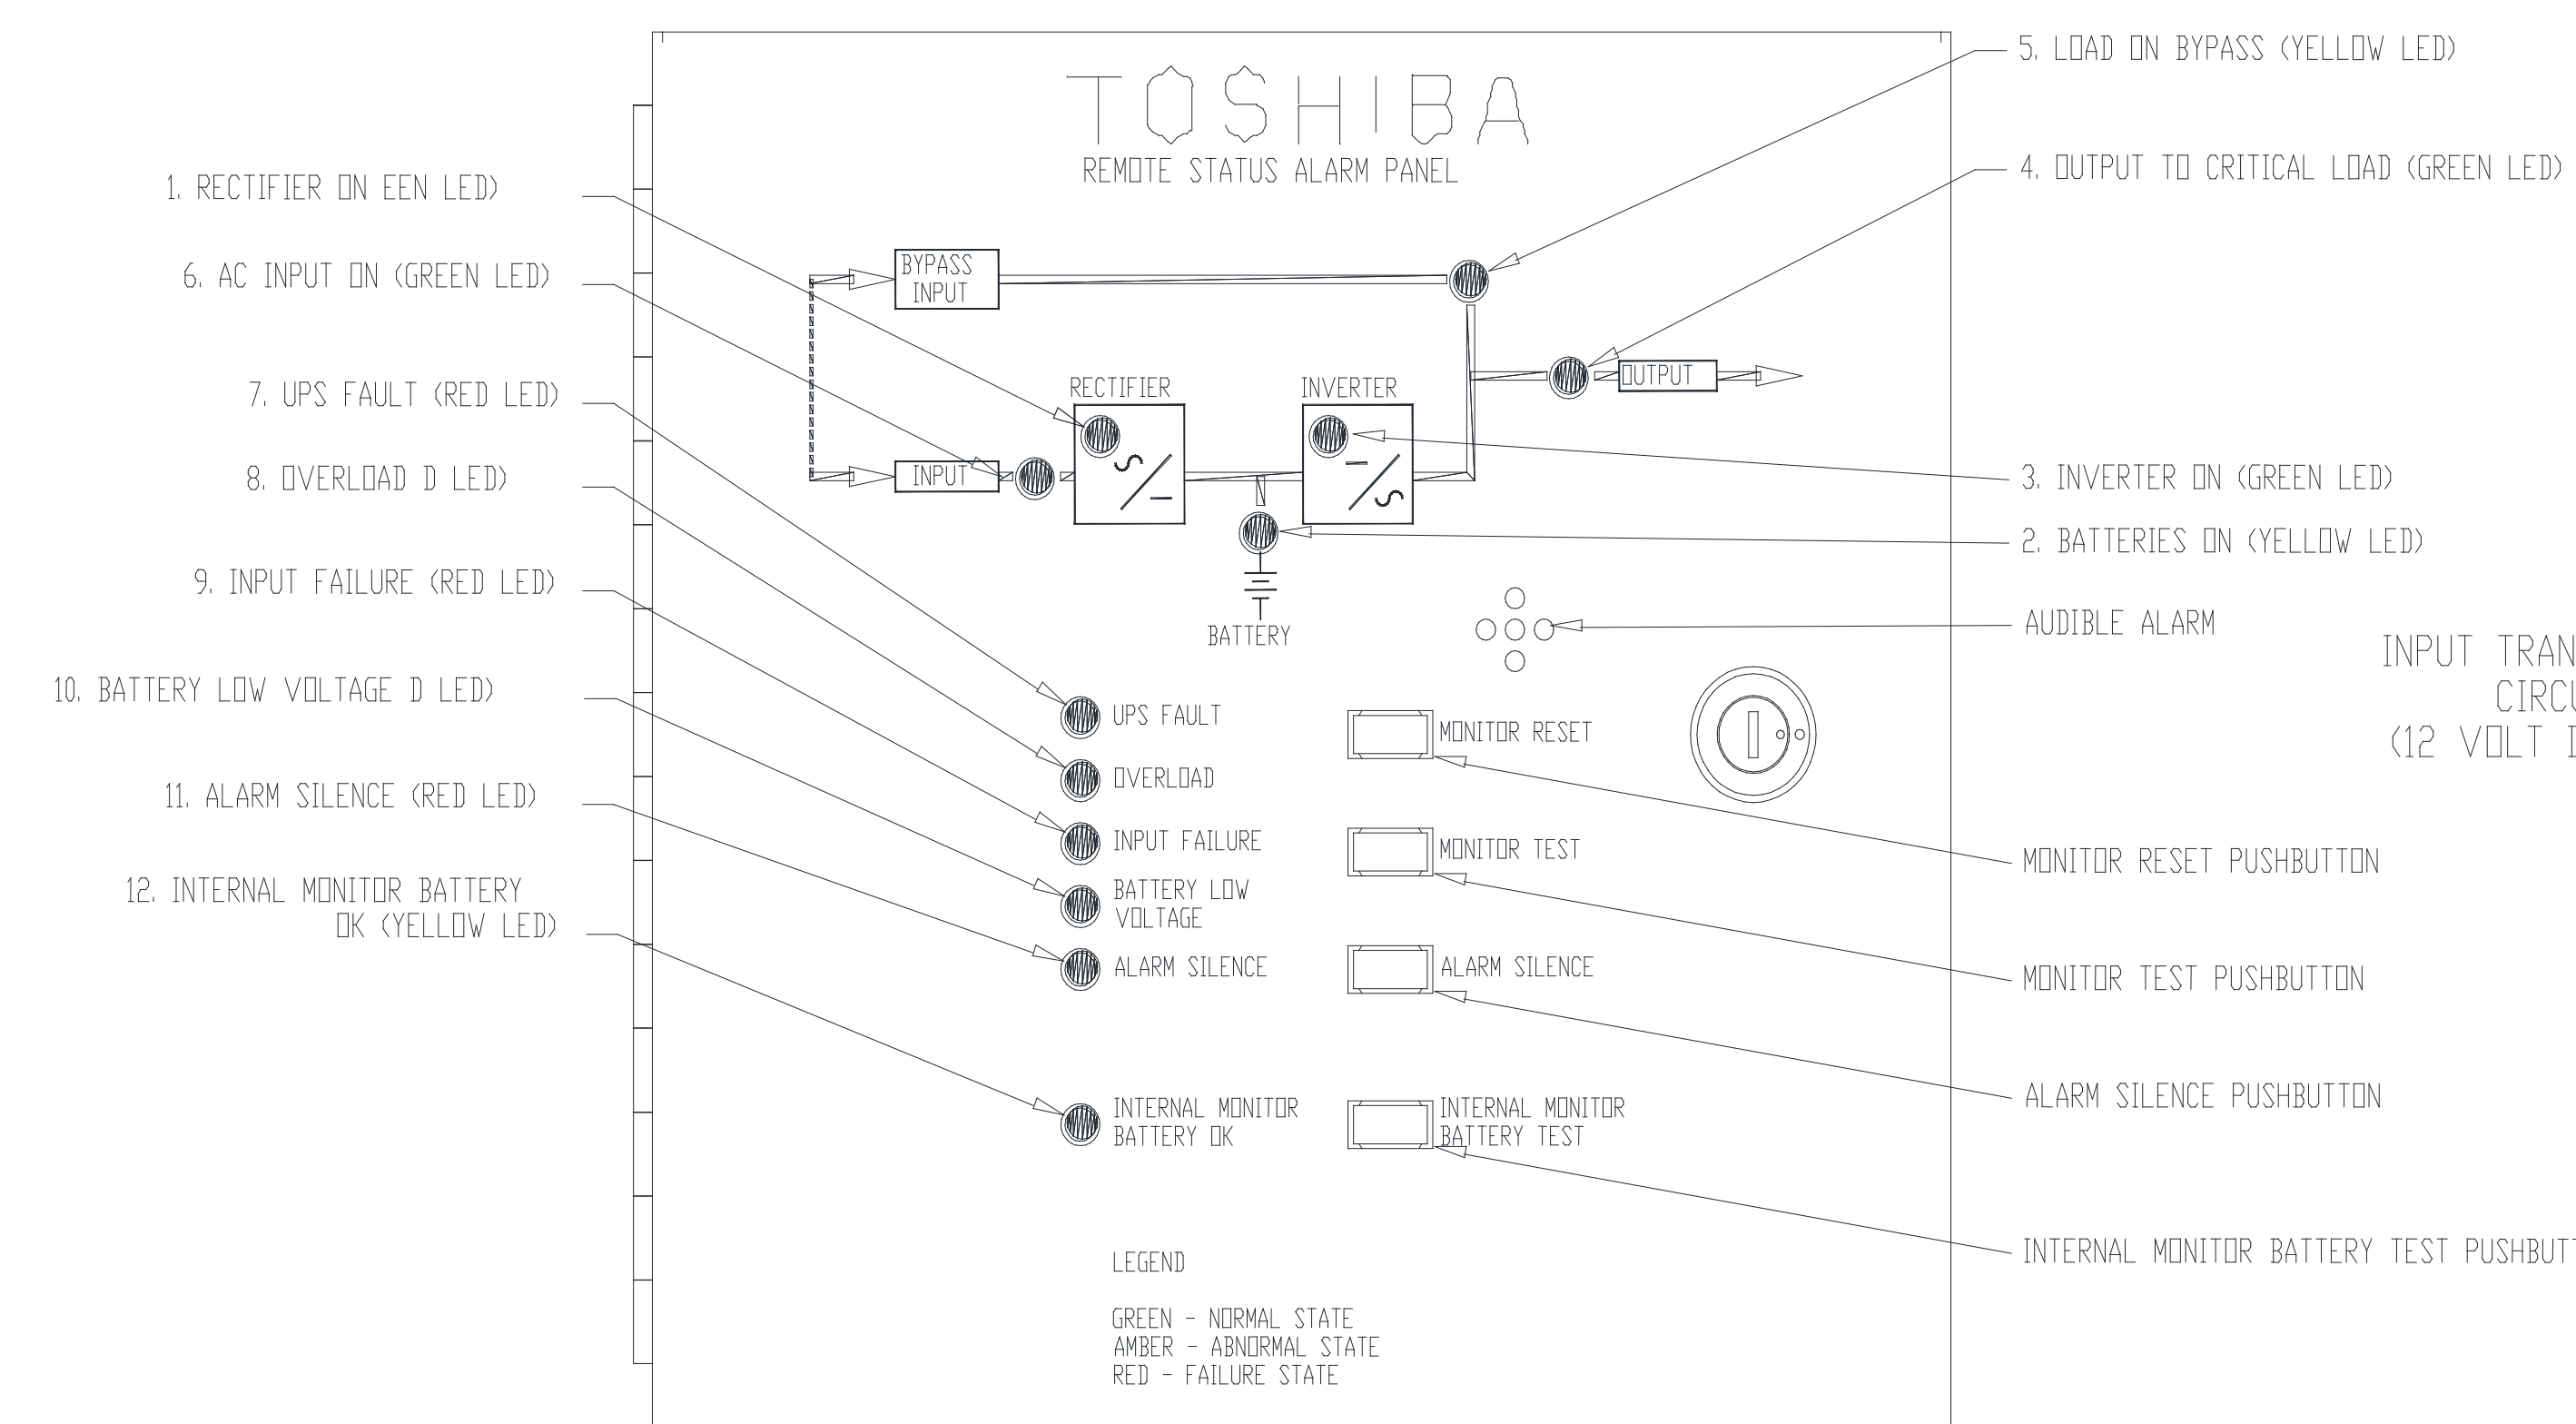 TOSHIBA
REMOTE STATUS ALARM PANEL
1. RECTIFIER ON EEN LED)
6. AC INPUT ON (GREEN LED)
7. UPS FAULT (RED LED)
8. OVERLOAD D LED)
9. INPUT FAILURE (RED LED)
10. BATTERY LOW VOLTAGE D LED)
11. ALARM SILENCE (RED LED)
12. INTERNAL MONITOR BATTERY
OK (YELLOW LED)
BYPASS
INPUT
RECTIFIER
INVERTER
INPUT
OUTPUT
BATTERY
UPS FAULT
OVERLOAD
INPUT FAILURE
BATTERY LOW
VOLTAGE
ALARM SILENCE
INTERNAL MONITOR
BATTERY OK
MONITOR RESET
MONITOR TEST
ALARM SILENCE
INTERNAL MONITOR
BATTERY TEST
LEGEND
GREEN - NORMAL STATE
AMBER - ABNORMAL STATE
RED - FAILURE STATE
5. LOAD ON BYPASS (YELLOW LED)
4. OUTPUT TO CRITICAL LOAD (GREEN LED)
3. INVERTER ON (GREEN LED)
2. BATTERIES ON (YELLOW LED)
AUDIBLE ALARM
INPUT TRAN
CIRCU
(12 VOLT
MONITOR RESET PUSHBUTTON
MONITOR TEST PUSHBUTTON
ALARM SILENCE PUSHBUTTON
INTERNAL MONITOR BATTERY TEST PUSHBUT